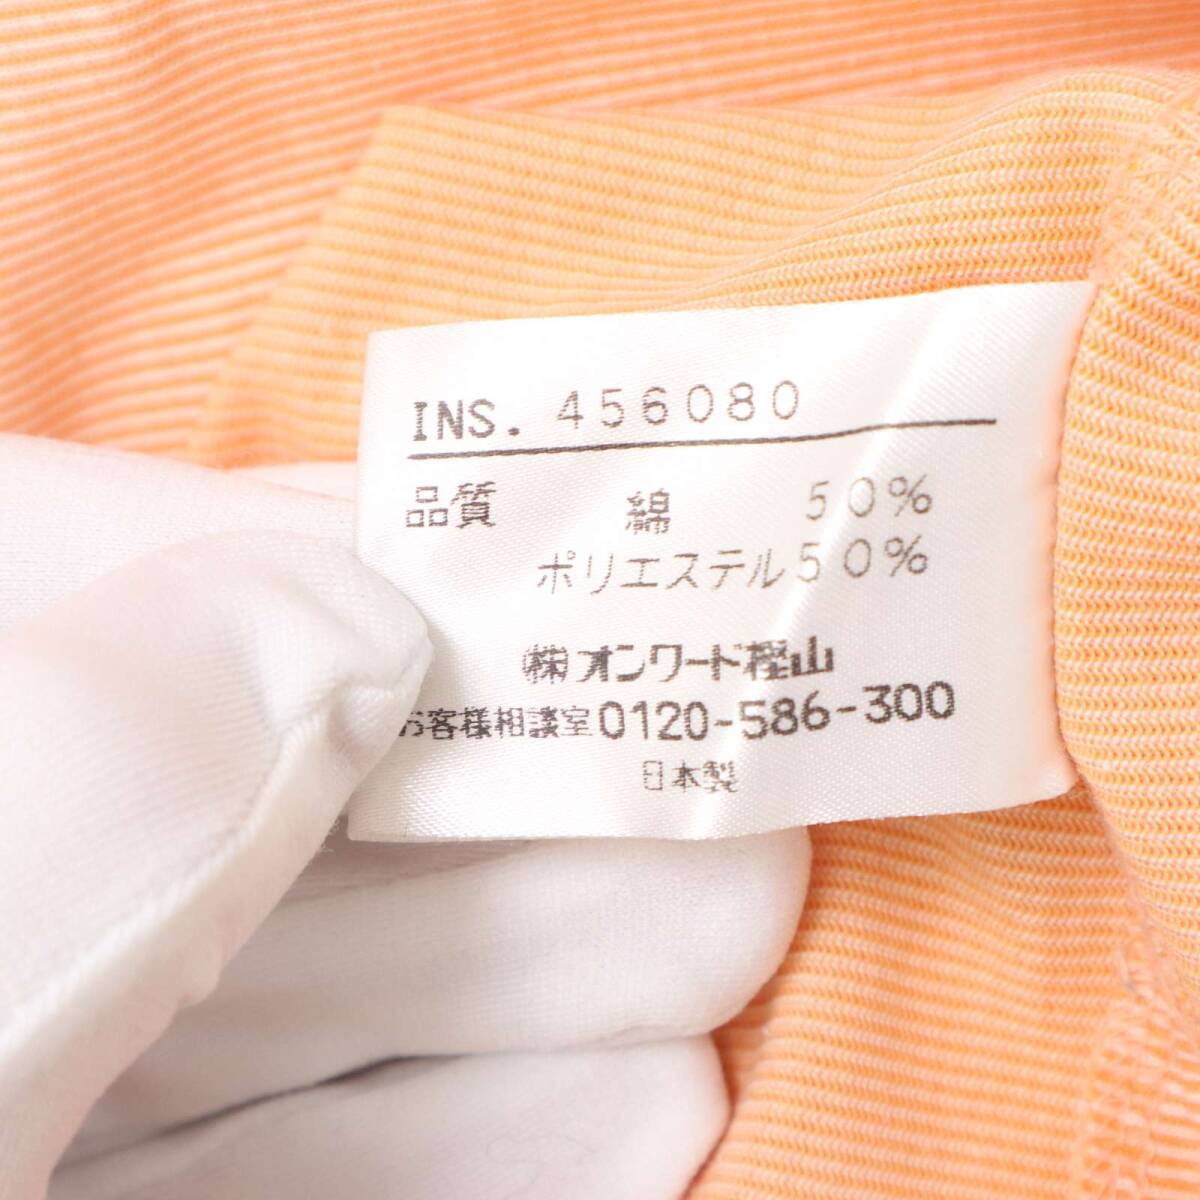 INS. 456080
品質 綿 50%
ポリエステル50%
㈱オンワード樫山
お客様相談室0120-586-300
日本製